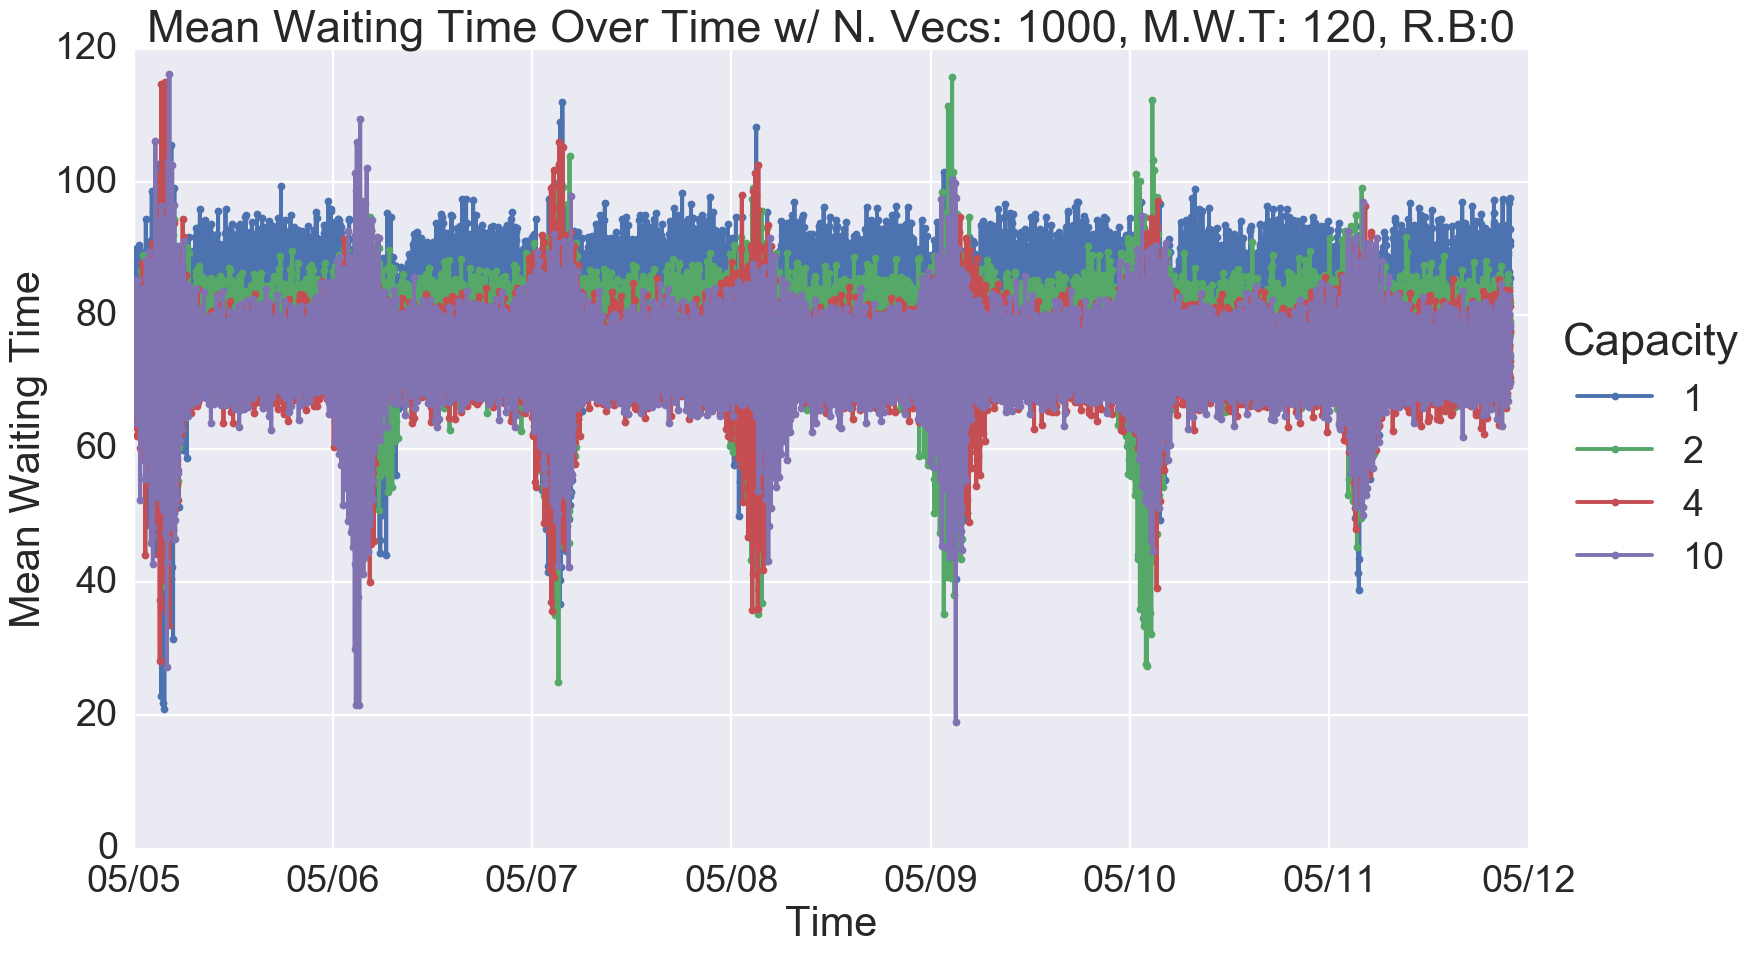 Mean Waiting Time Over Time w/ N. Vecs: 1000, M.W.T: 120, R.B:0
Mean Waiting Time
120
100
80
60
40
20
0
05/05 05/06 05/07 05/08 05/09 05/10 05/11 05/12
Time
Capacity
1
2
4
10